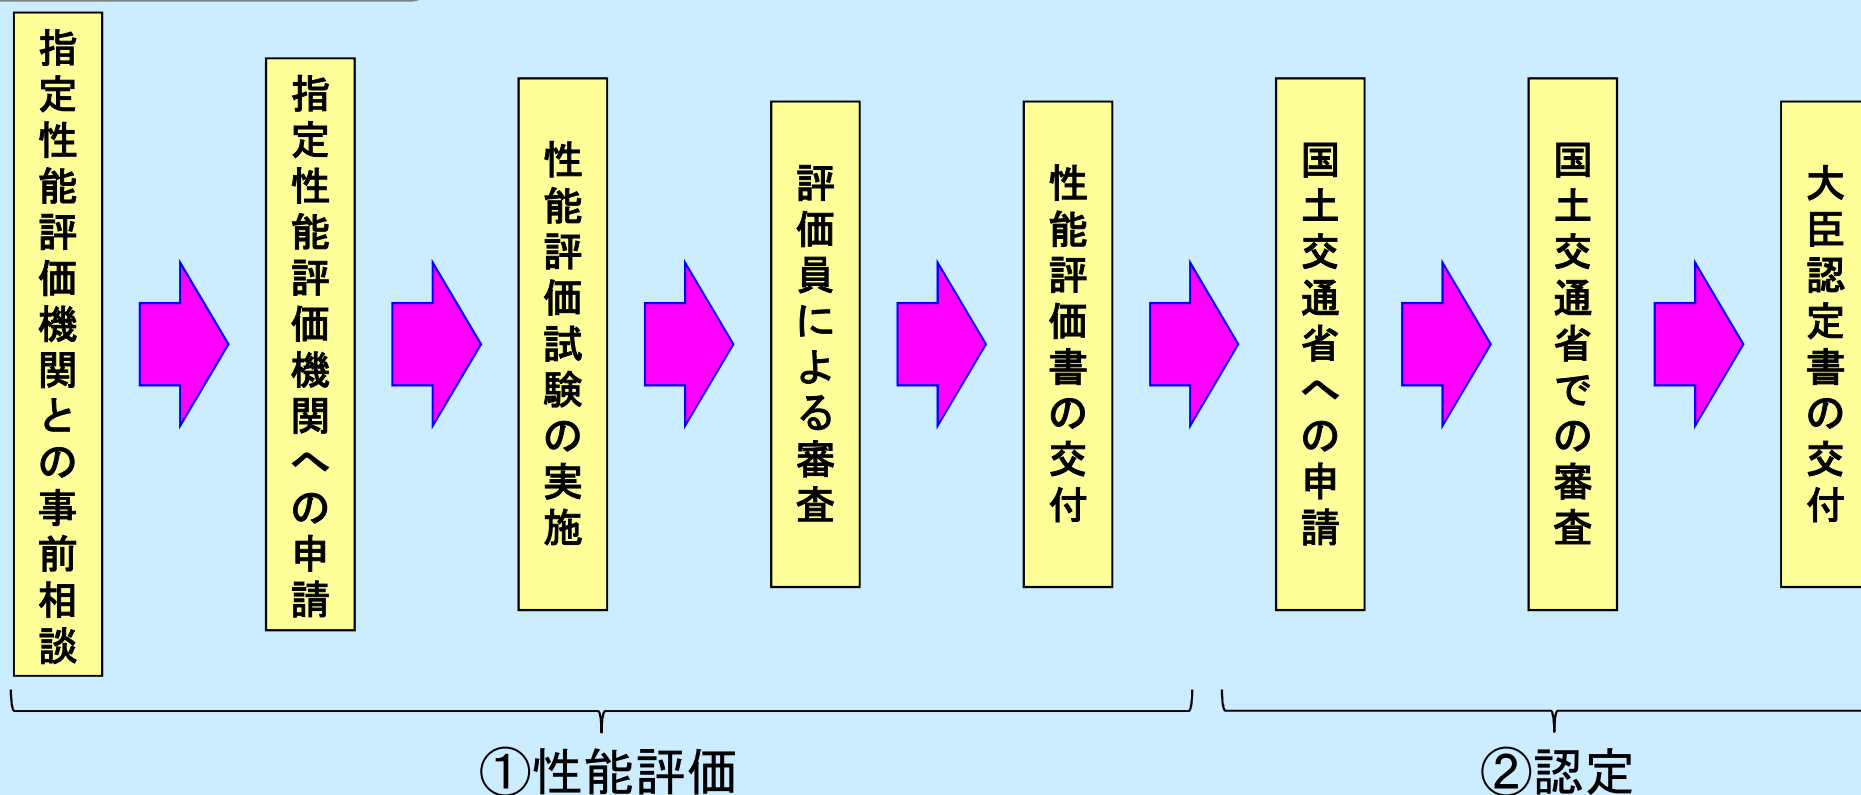 指定性能評価機関との事前相談
指定性能評価機関への申請
性能評価試験の実施
評価員による審査
性能評価書の交付
国土交通省への申請
国土交通省での審査
大臣認定書の交付
①性能評価
②認定